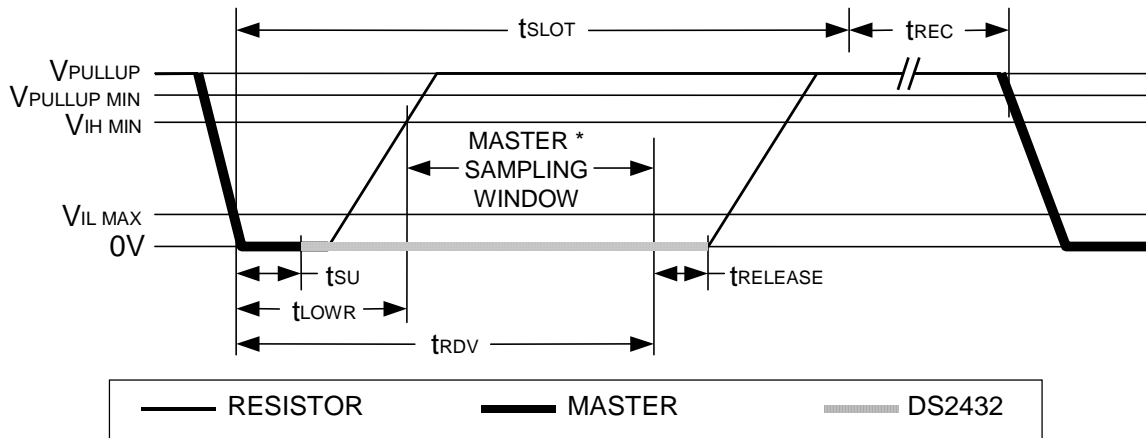 tSLOT
tREC
VPULLUP
VPULLUP MIN
VIH MIN
MASTER *
SAMPLING
WINDOW
VIL MAX
0V
tSU
tRELEASE
tLOWR
tRDV
RESISTOR MASTER DS2432